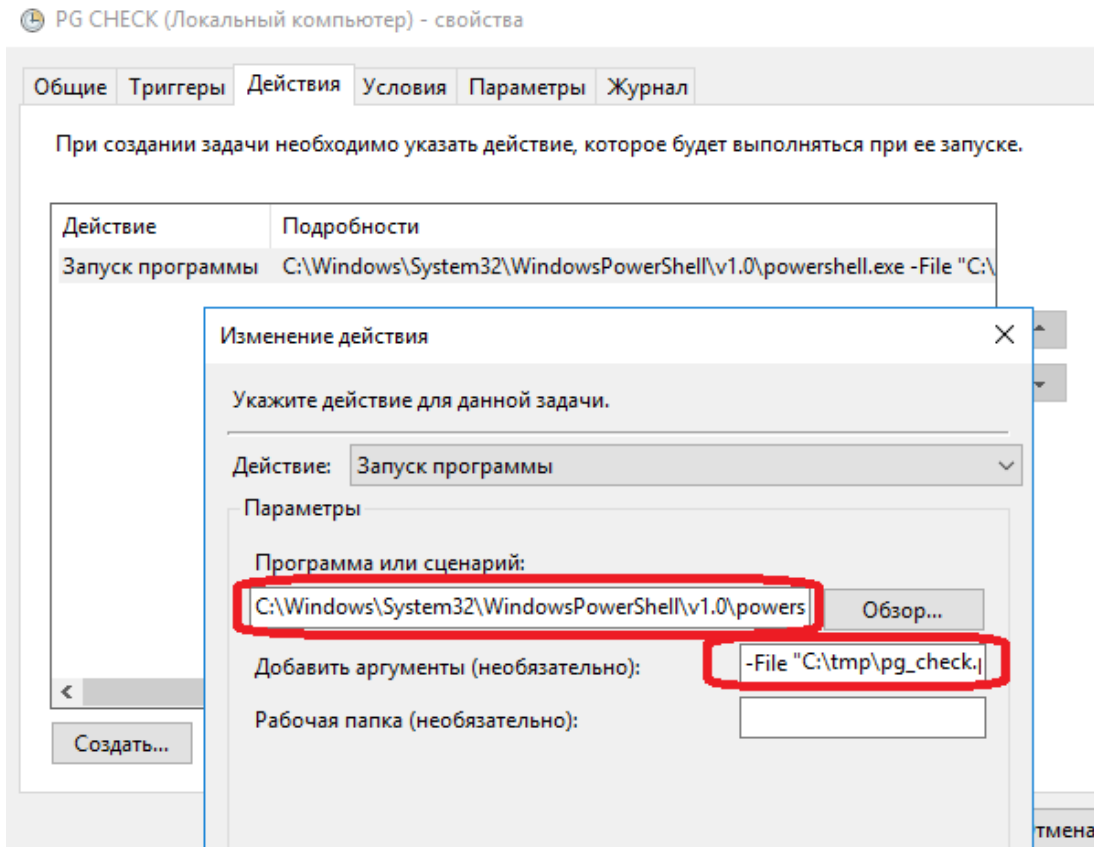 PG CHECK (Локальный компьютер) - свойства
Общие Триггеры Действия Условия Параметры Журнал
При создании задачи необходимо указать действие, которое будет выполняться при ее запуске.
Действие Подробности
Запуск программы C:\Windows\System32\WindowsPowerShell\v1.0\powershell.exe -File "C:\
Изменение действия
Укажите действие для данной задачи.
Действие: Запуск программы
Параметры
Программа или сценарий:
C:\Windows\System32\WindowsPowerShell\v1.0\powers Обзор...
Добавить аргументы (необязательно): -File "C:\tmp\pg_check.
Рабочая папка (необязательно):
Создать...
тмена